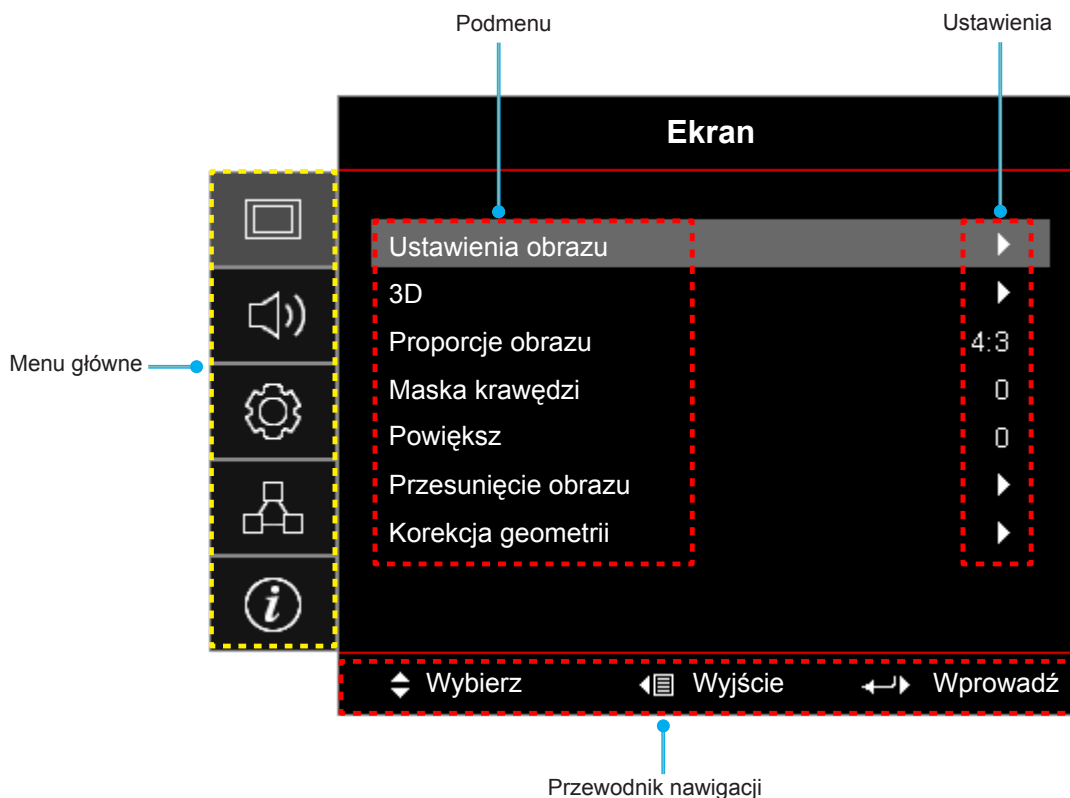 Podmenu Ustawienia
Ekran
Ustawienia obrazu
3D
Proporcje obrazu 4:3
Menu główne
Maska krawędzi 0
Powiększ 0
Przesunięcie obrazu
Korekcja geometrii
Wybierz Wyjście Wprowadź
Przewodnik nawigacji